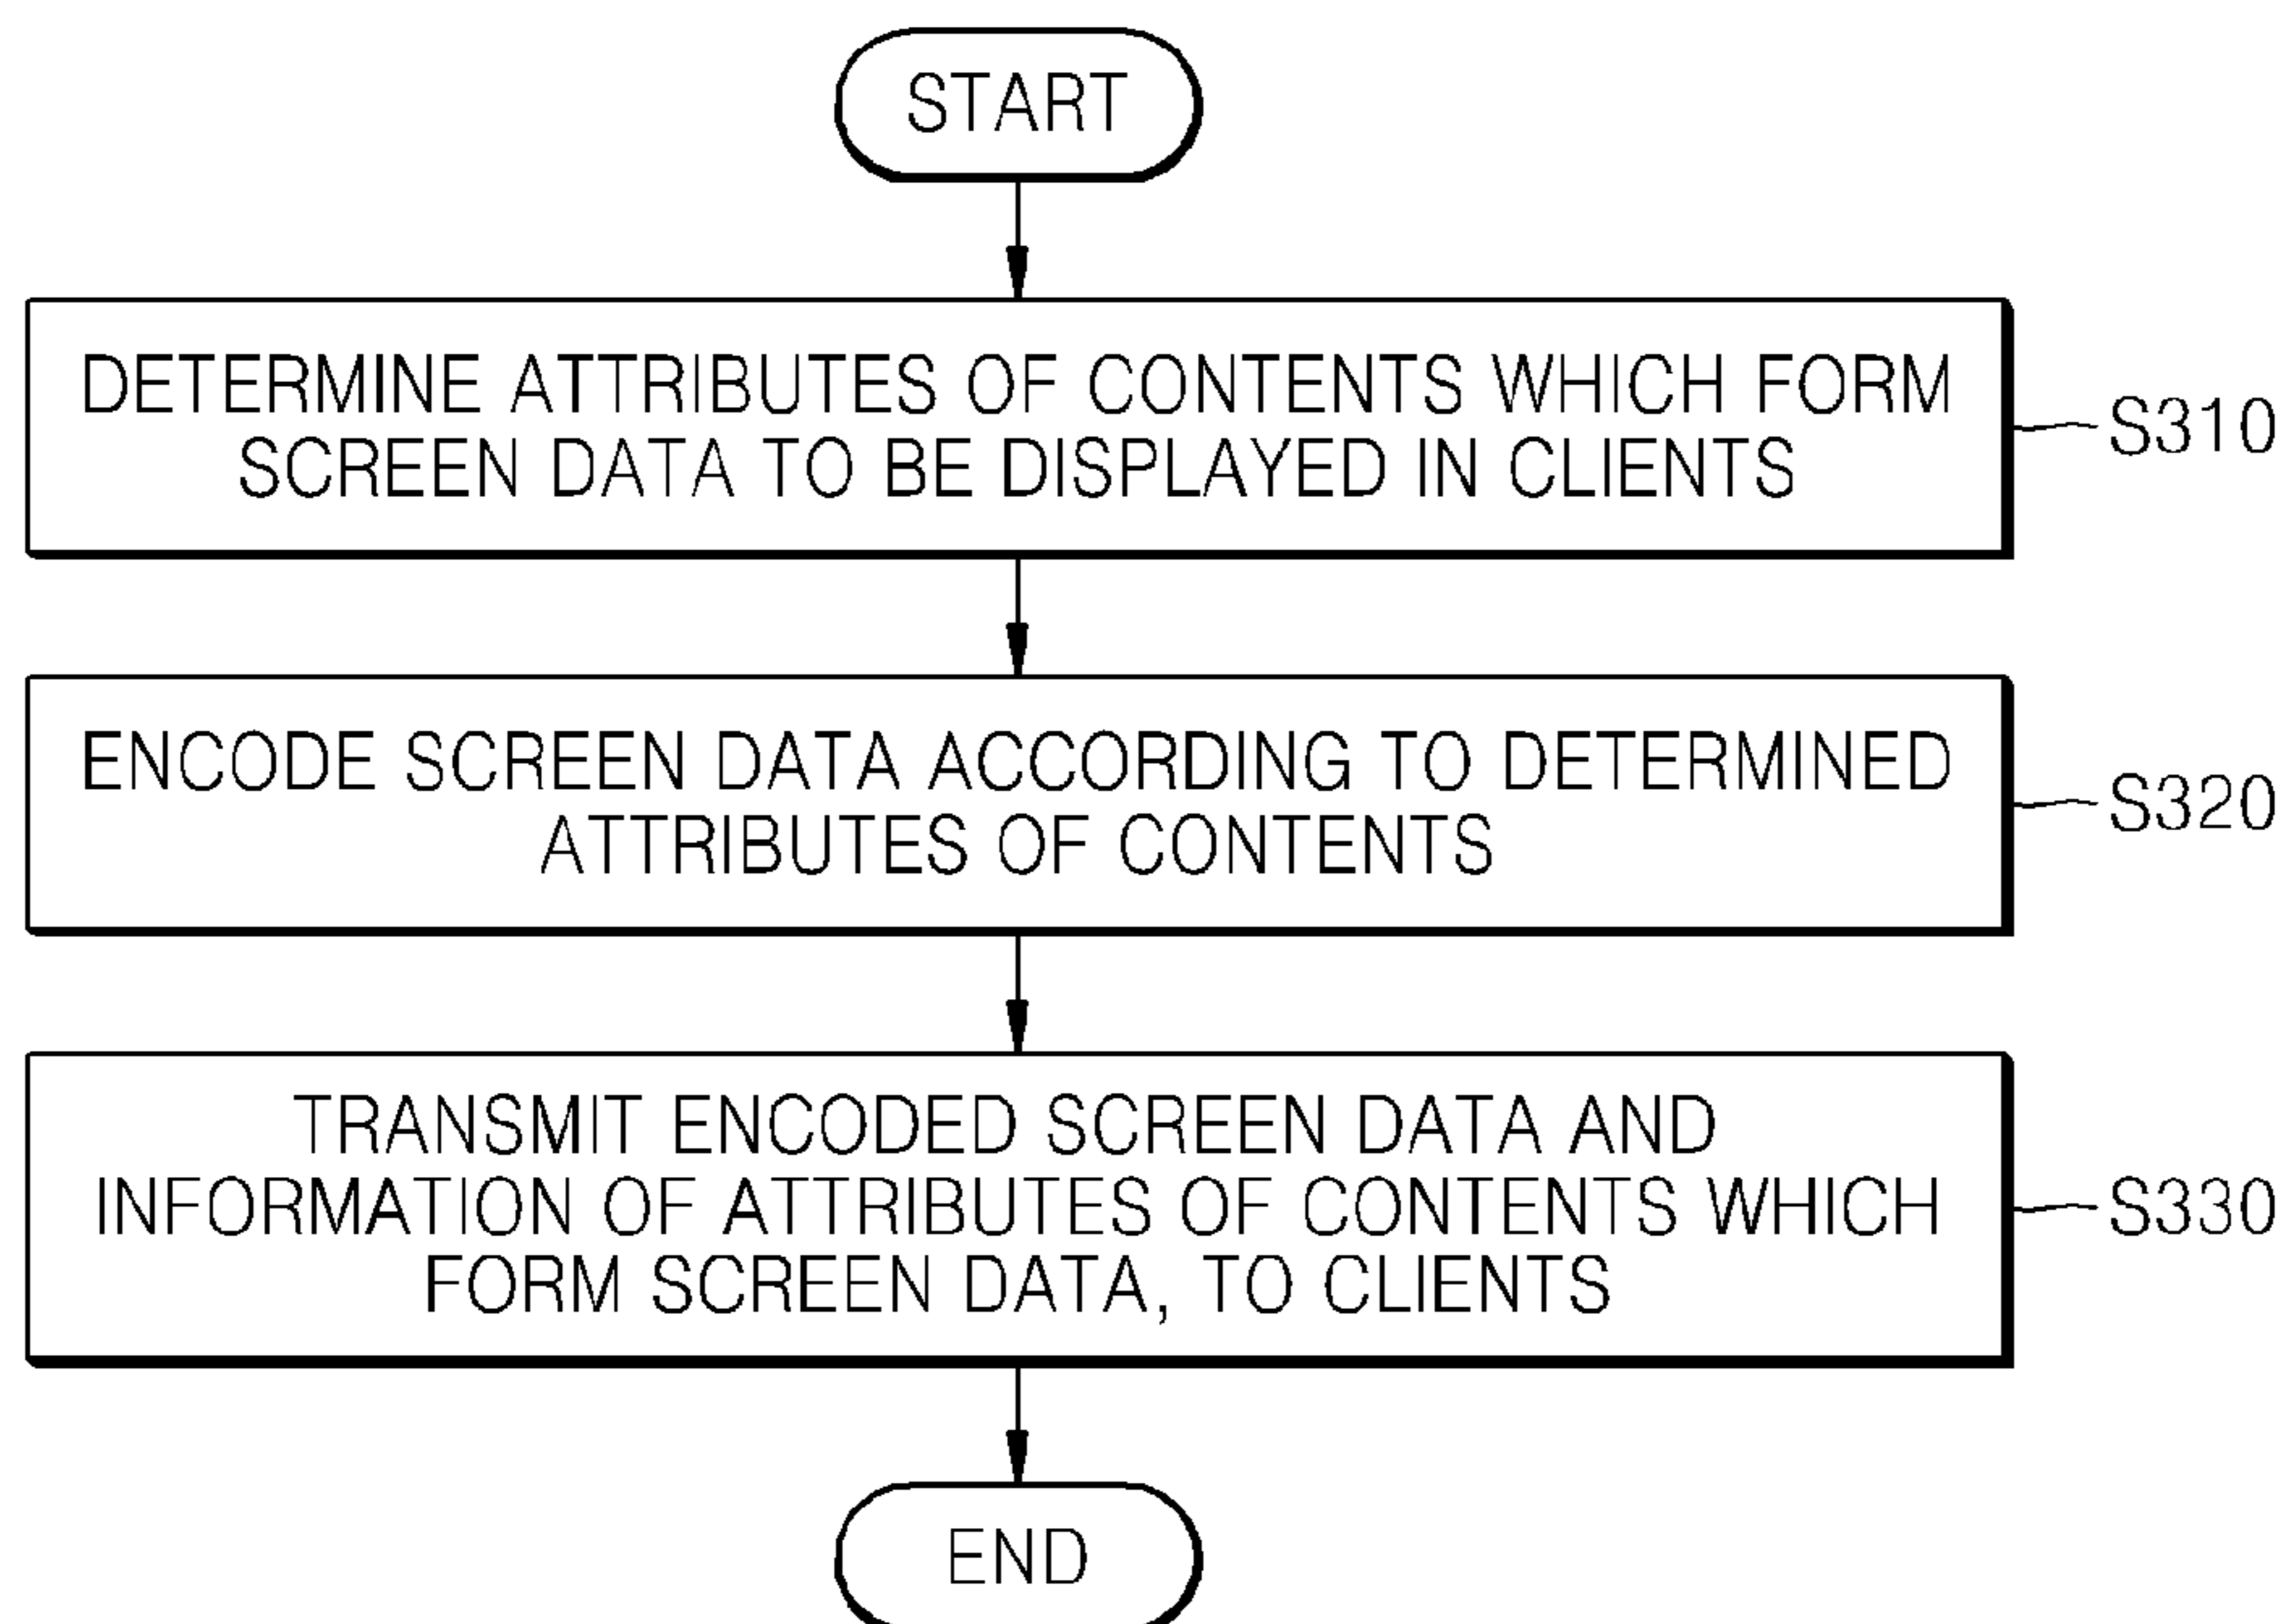 START
DETERMINE ATTRIBUTES OF CONTENTS WHICH FORM
SCREEN DATA TO BE DISPLAYED IN CLIENTS
S310
ENCODE SCREEN DATA ACCORDING TO DETERMINED
ATTRIBUTES OF CONTENTS
S320
TRANSMIT ENCODED SCREEN DATA AND
INFORMATION OF ATTRIBUTES OF CONTENTS WHICH
FORM SCREEN DATA, TO CLIENTS
S330
END